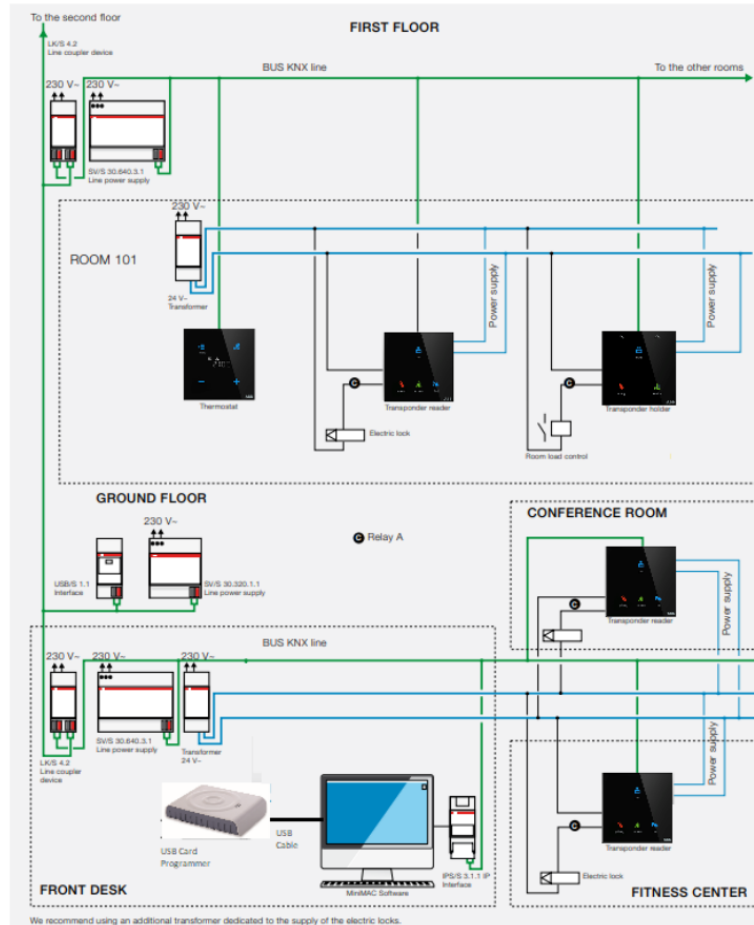 To the second floor
FIRST FLOOR
LK/S 4.2
Line coupler device
BUS KNX line
To the other rooms
230 V~ 230 V~
SV/S 30.640.3.1
Line power supply
230 V~
ROOM 101
24 V~
Transformer
Power supply
Power supply
Thermostat
Transponder reader
Transponder holder
C
C
Electric lock
Room load control
GROUND FLOOR
230 V~
C Relay A
CONFERENCE ROOM
USB/S 1.1
Interface
SV/S 30.320.1.1
Line power supply
C
Transponder reader
Power supply
BUS KNX line
230 V~ 230 V~ 230 V~
LK/S 4.2
Line coupler
device
SV/S 30.640.3.1
Line power supply
Transformer
24 V~
Power supply
USB Card
Programmer
USB
Cable
MiniMAC Software
IPS/S 3.1.1 IP
Interface
C
Transponder reader
Electric lock
FRONT DESK
FITNESS CENTER
We recommend using an additional transformer dedicated to the supply of the electric locks.